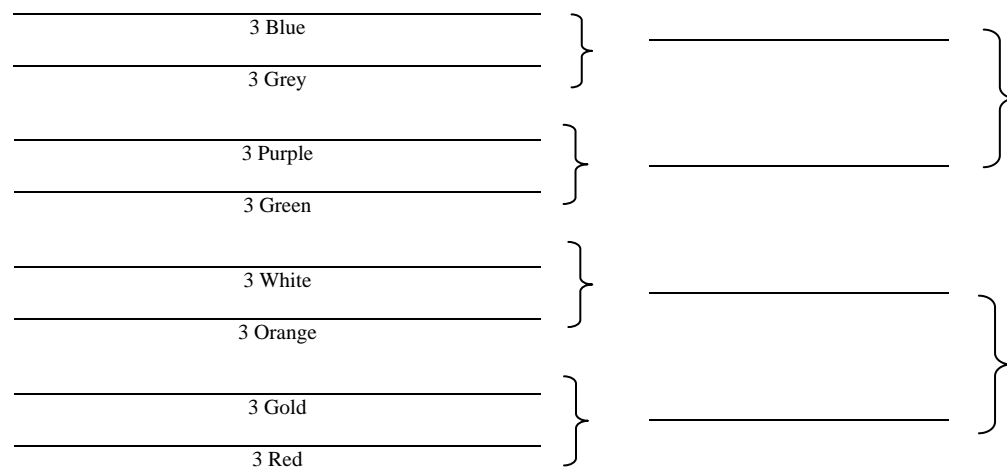 3 Blue
3 Grey
3 Purple
3 Green
3 White
3 Orange
3 Gold
3 Red